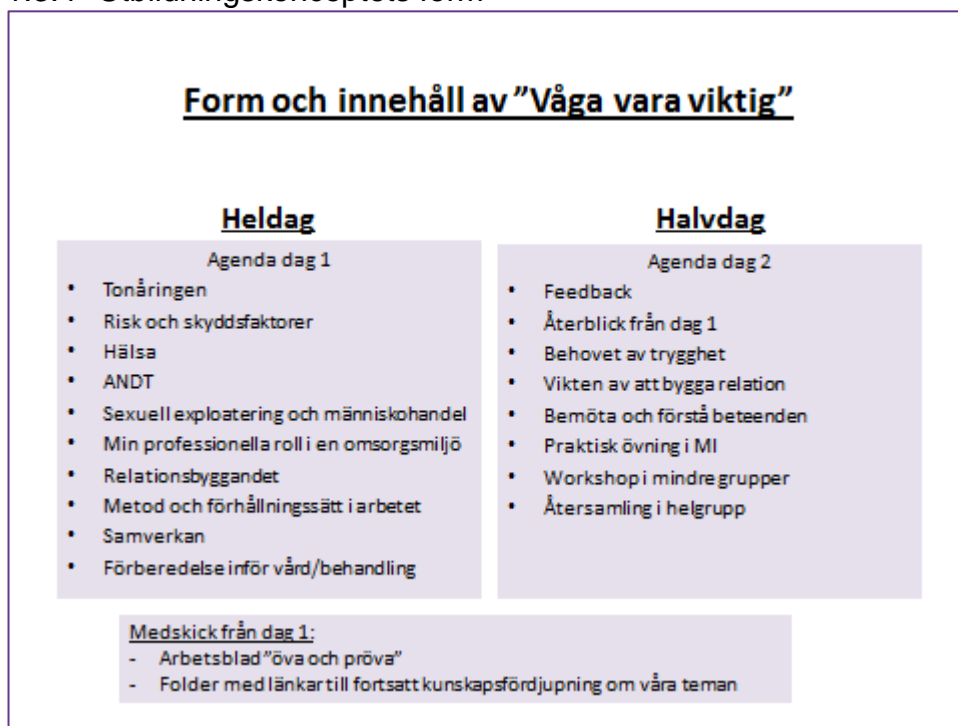 Form och innehåll av ”Våga vara viktig”
Heldag
Agenda dag 1
• Tonåringen
• Risk och skyddsfaktorer
• Hälsa
• ANDT
• Sexuell exploatering och människohandel
• Min professionella roll i en omsorgsmiljö
• Relationsbyggandet
• Metod och förhållningssätt i arbetet
• Samverkan
• Förberedelse inför vård/behandling
Halvdag
Agenda dag 2
• Feedback
• Återblick från dag 1
• Behovet av trygghet
• Vikten av att bygga relation
• Bemöta och förstå beteenden
• Praktisk övning i MI
• Workshop i mindre grupper
• Återsamling i helgrupp
Medskick från dag 1:
- Arbetsblad ”öva och pröva”
- Folder med länkar till fortsatt kunskapsfördjupning om våra teman